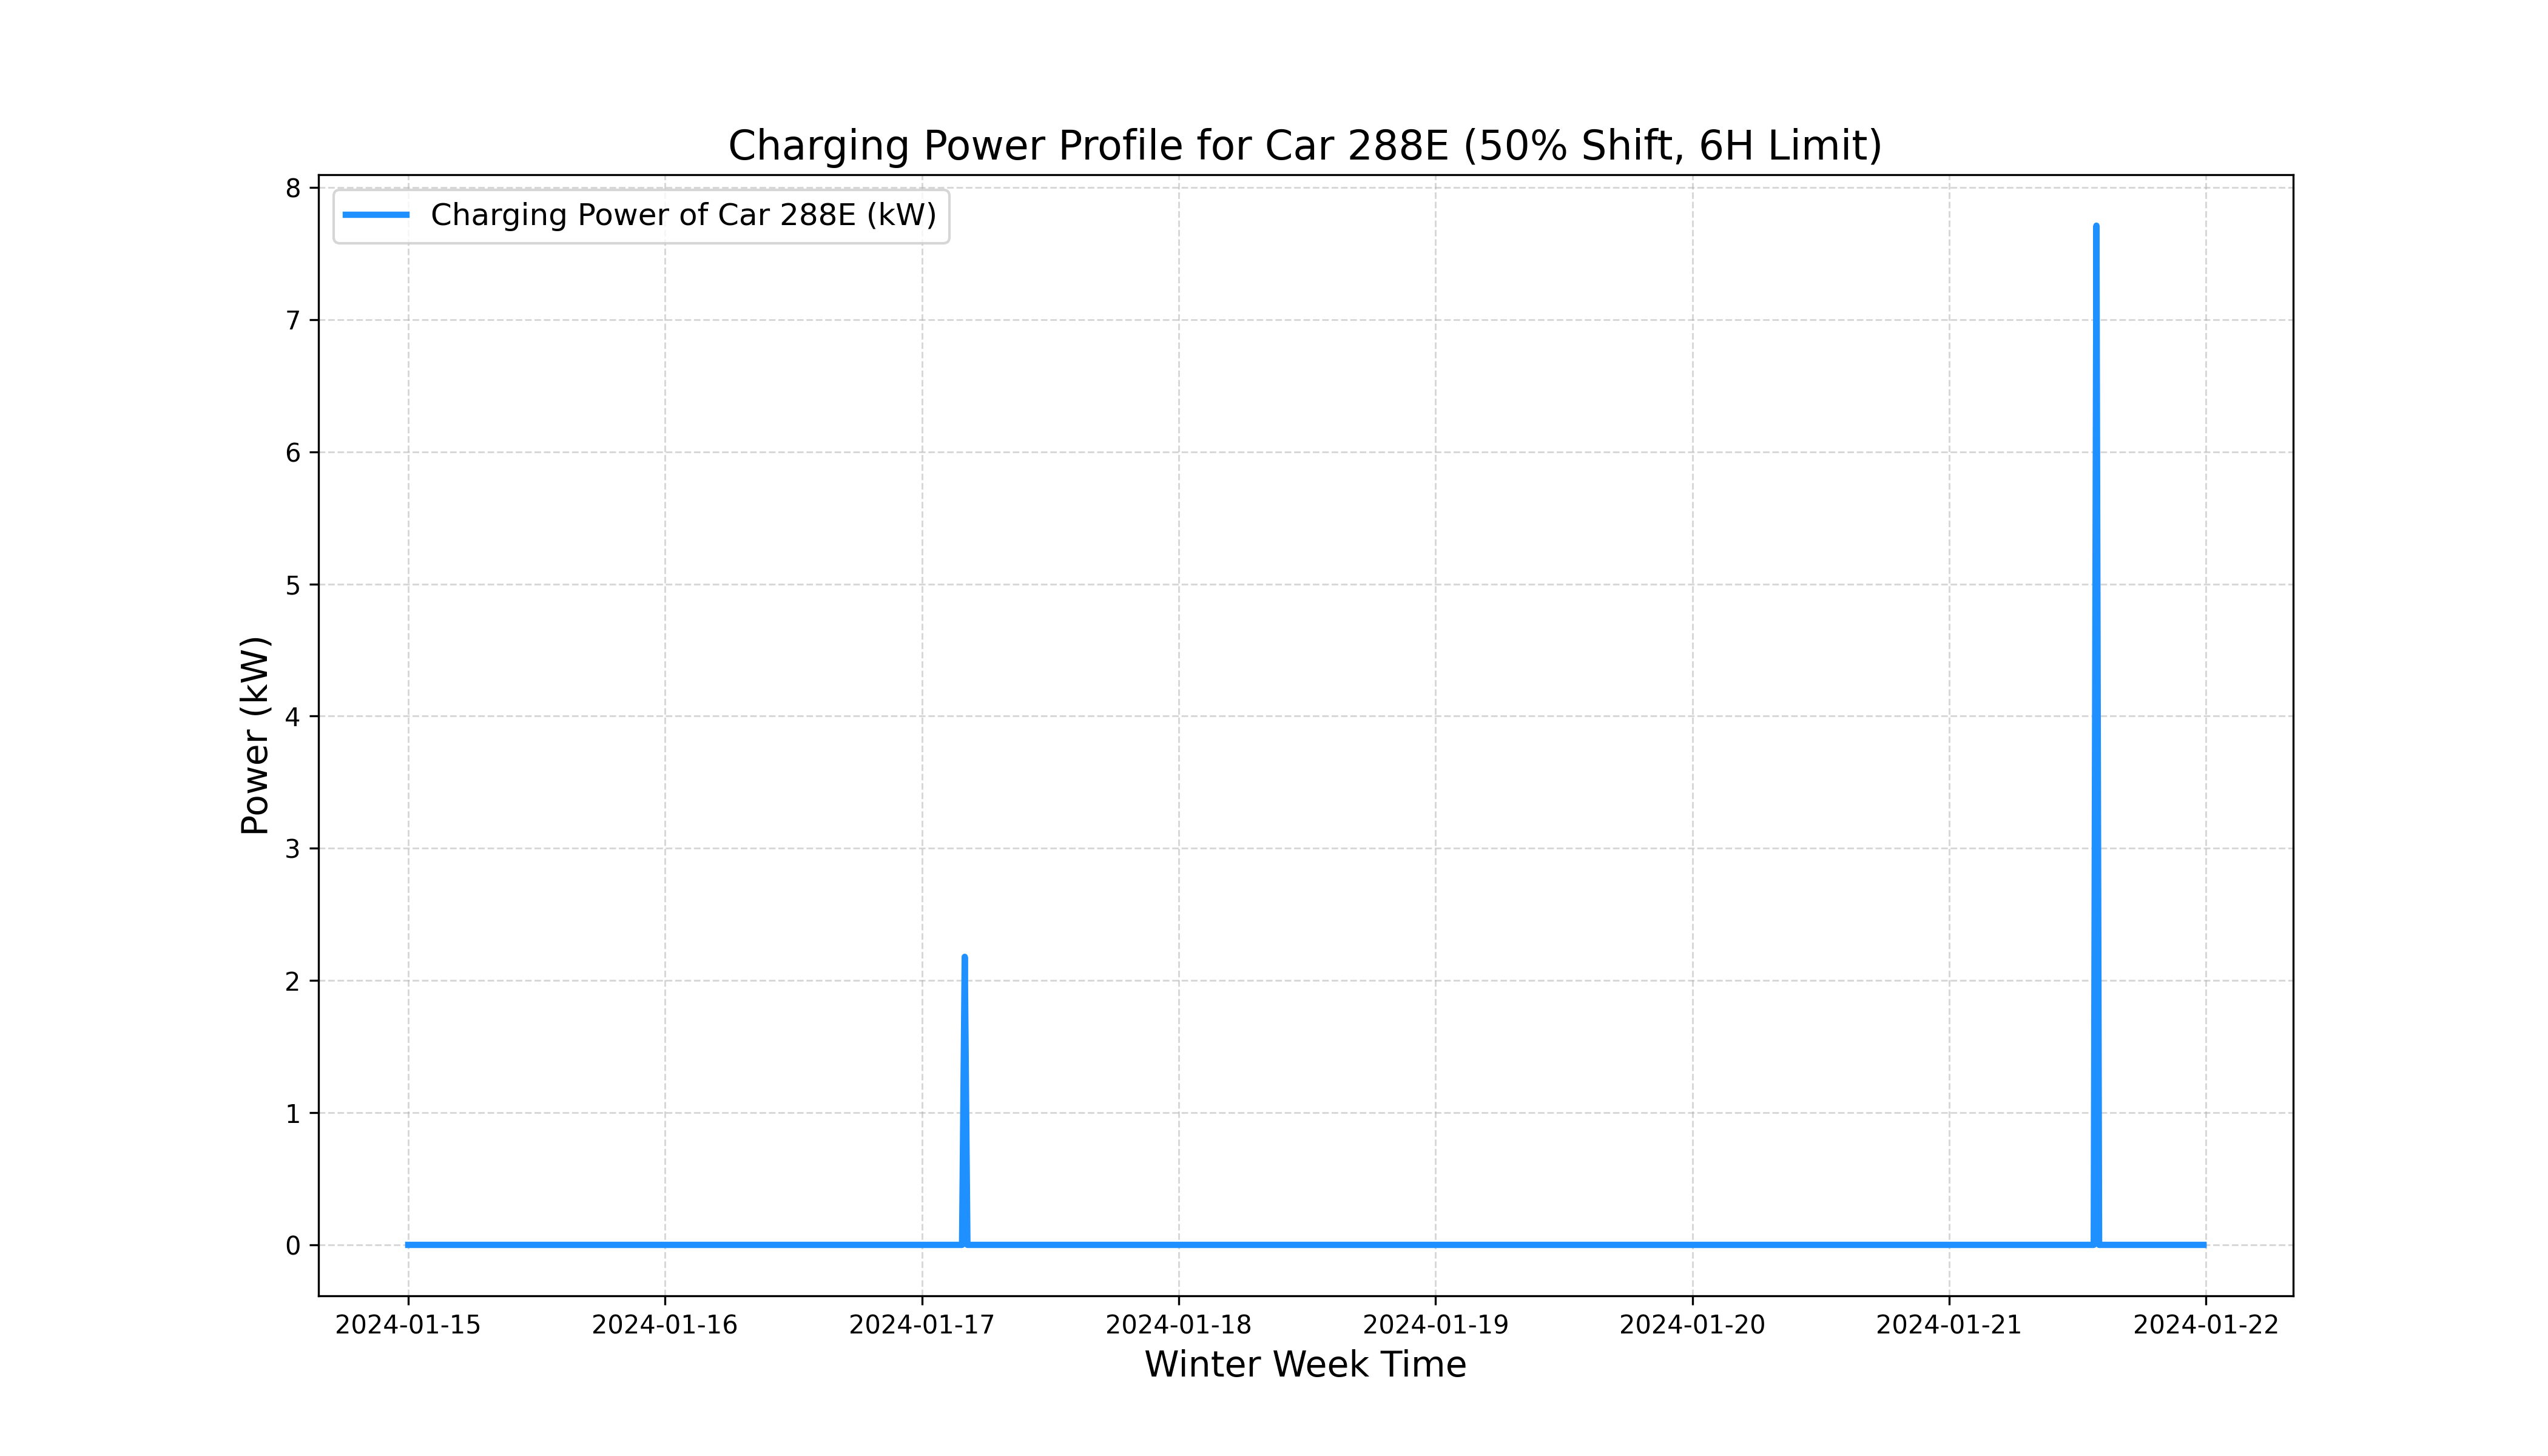 Charging Power Profile for Car 288E (50% Shift, 6H Limit)
Charging Power of Car 288E (kW)
8
7
6
5
4
3
2
1
0
Power (kW)
2024-01-15 2024-01-16 2024-01-17 2024-01-18 2024-01-19 2024-01-20 2024-01-21 2024-01-22
Winter Week Time